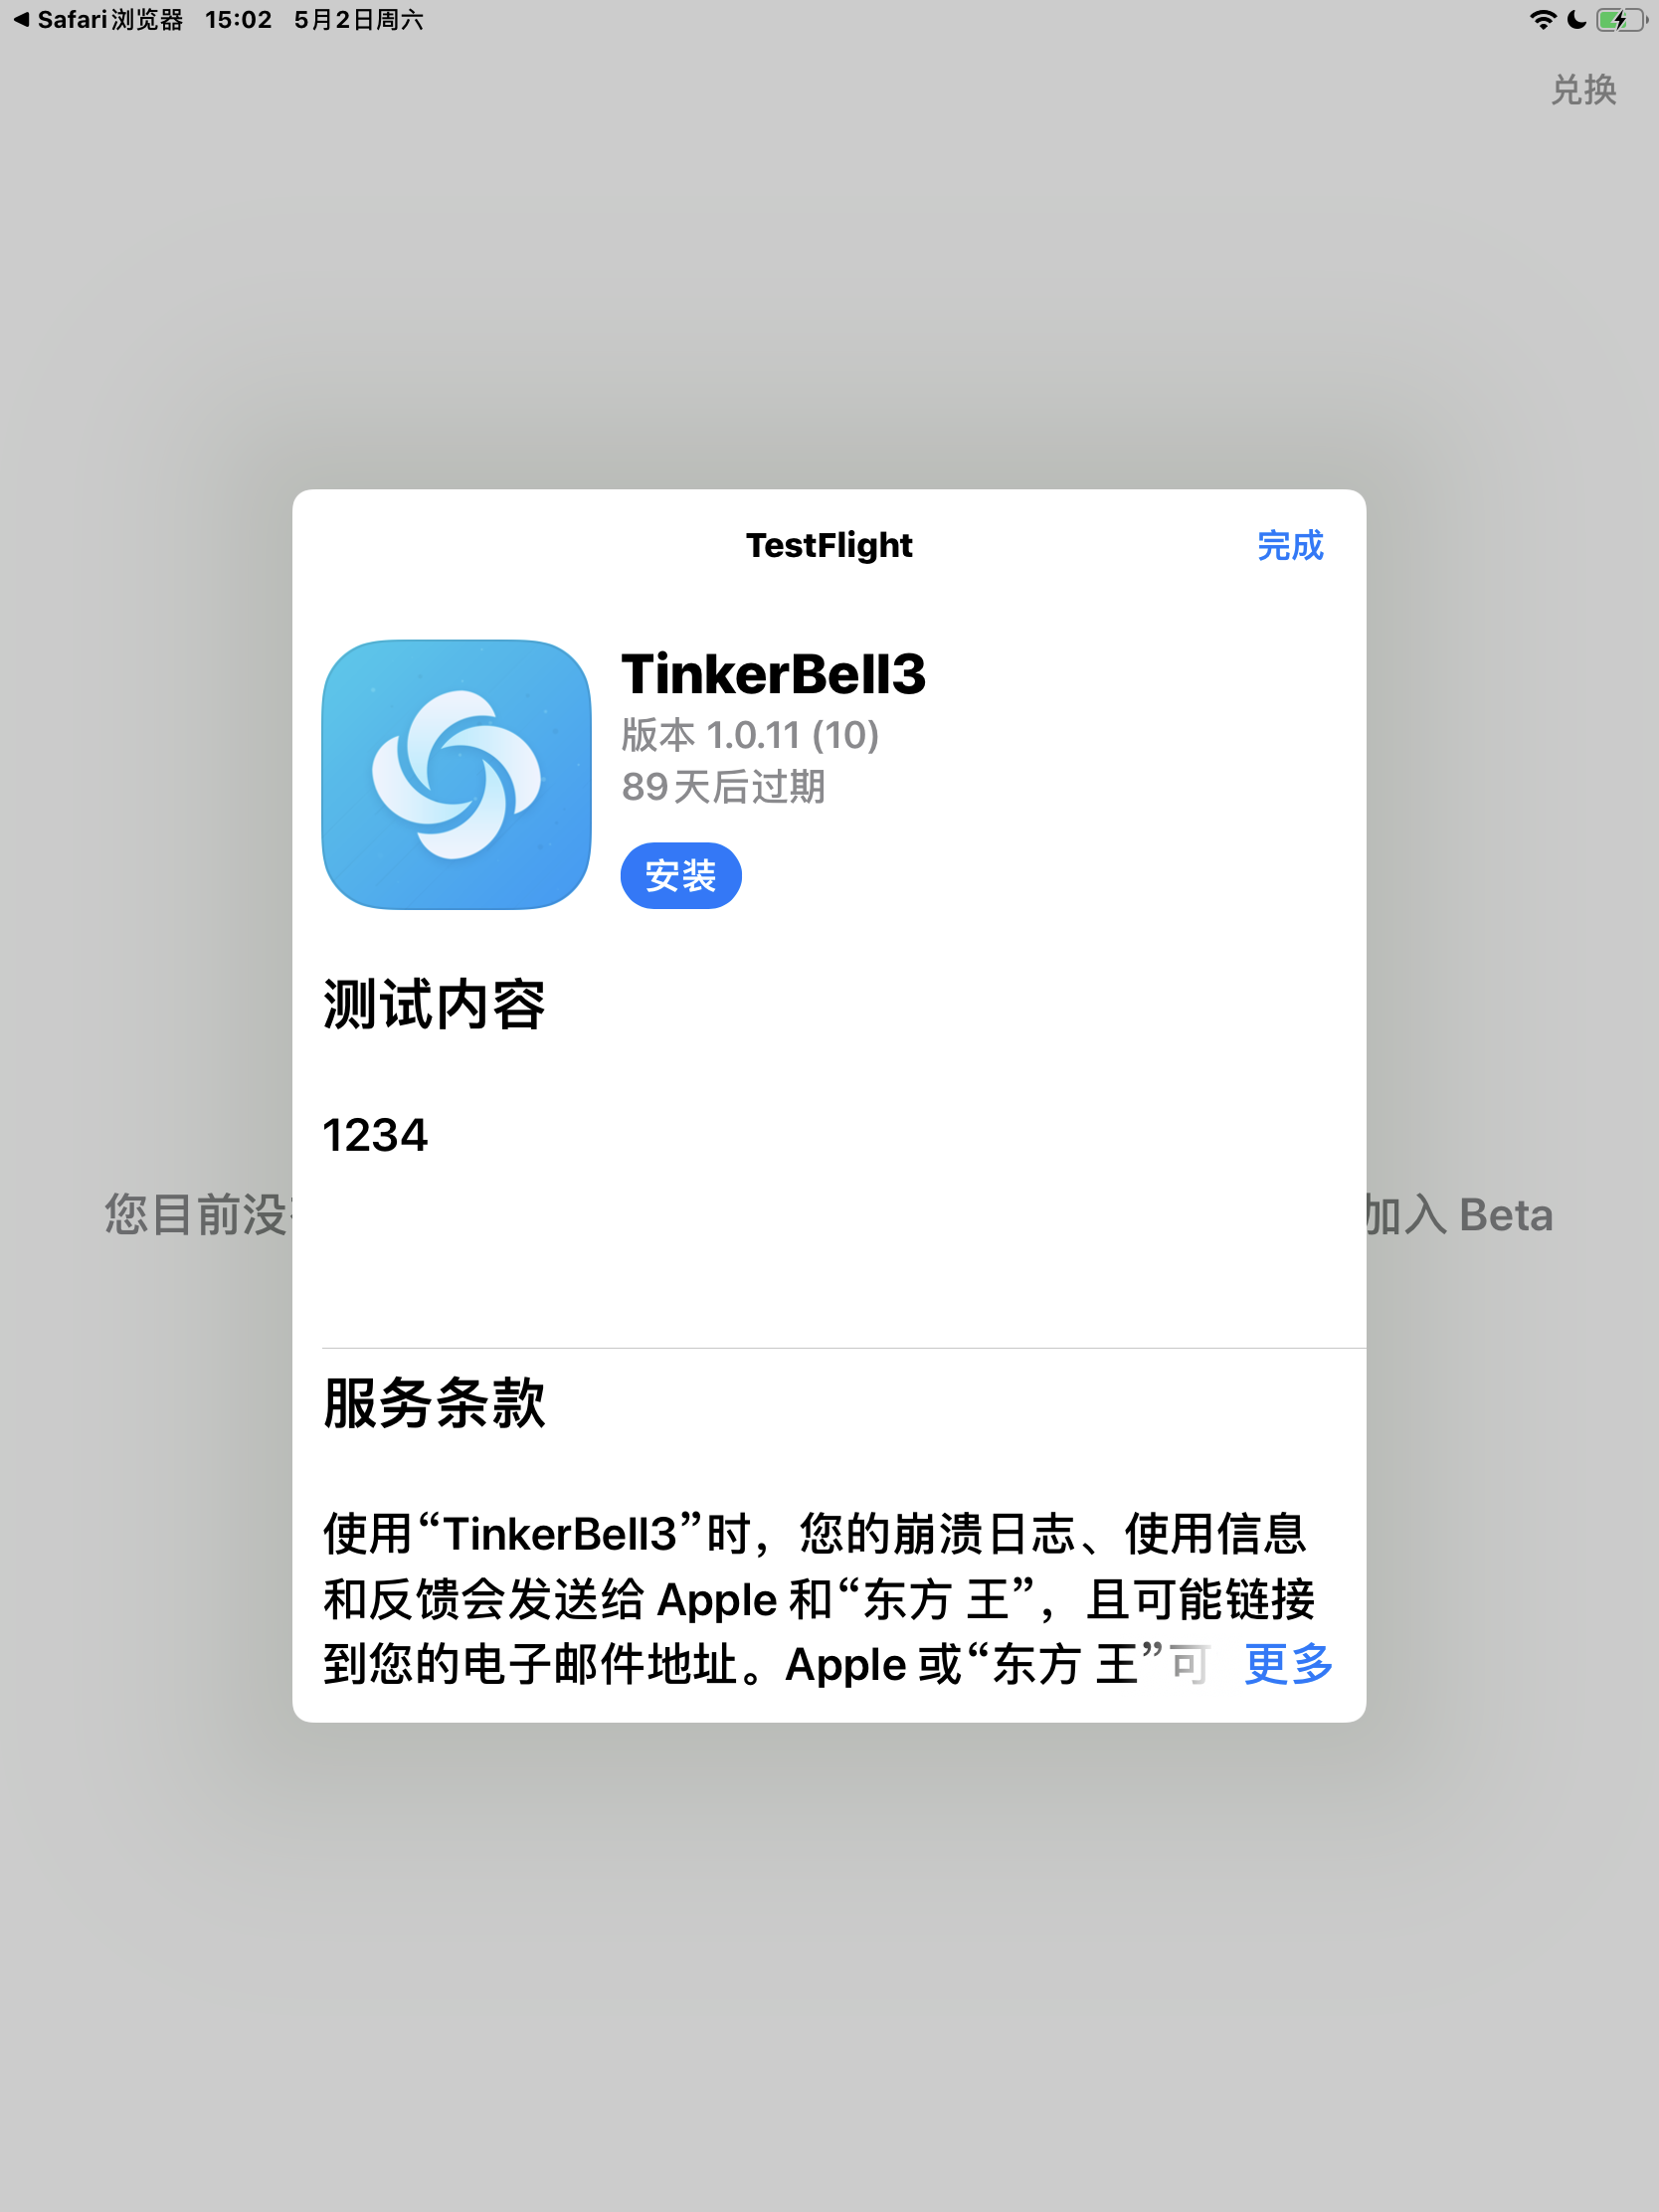 Safari浏览器 15:02 5月2日周六
兑换
TestFlight
完成
TinkerBell3
版本 1.0.11 (10)
89天后过期
安装
测试内容
1234
您目前没
加入 Beta
服务条款
使用“TinkerBell3”时，您的崩溃日志、使用信息
和反馈会发送给 Apple 和“东方 王”，且可能链接
到您的电子邮件地址。Apple 或“东方 王”可 更多